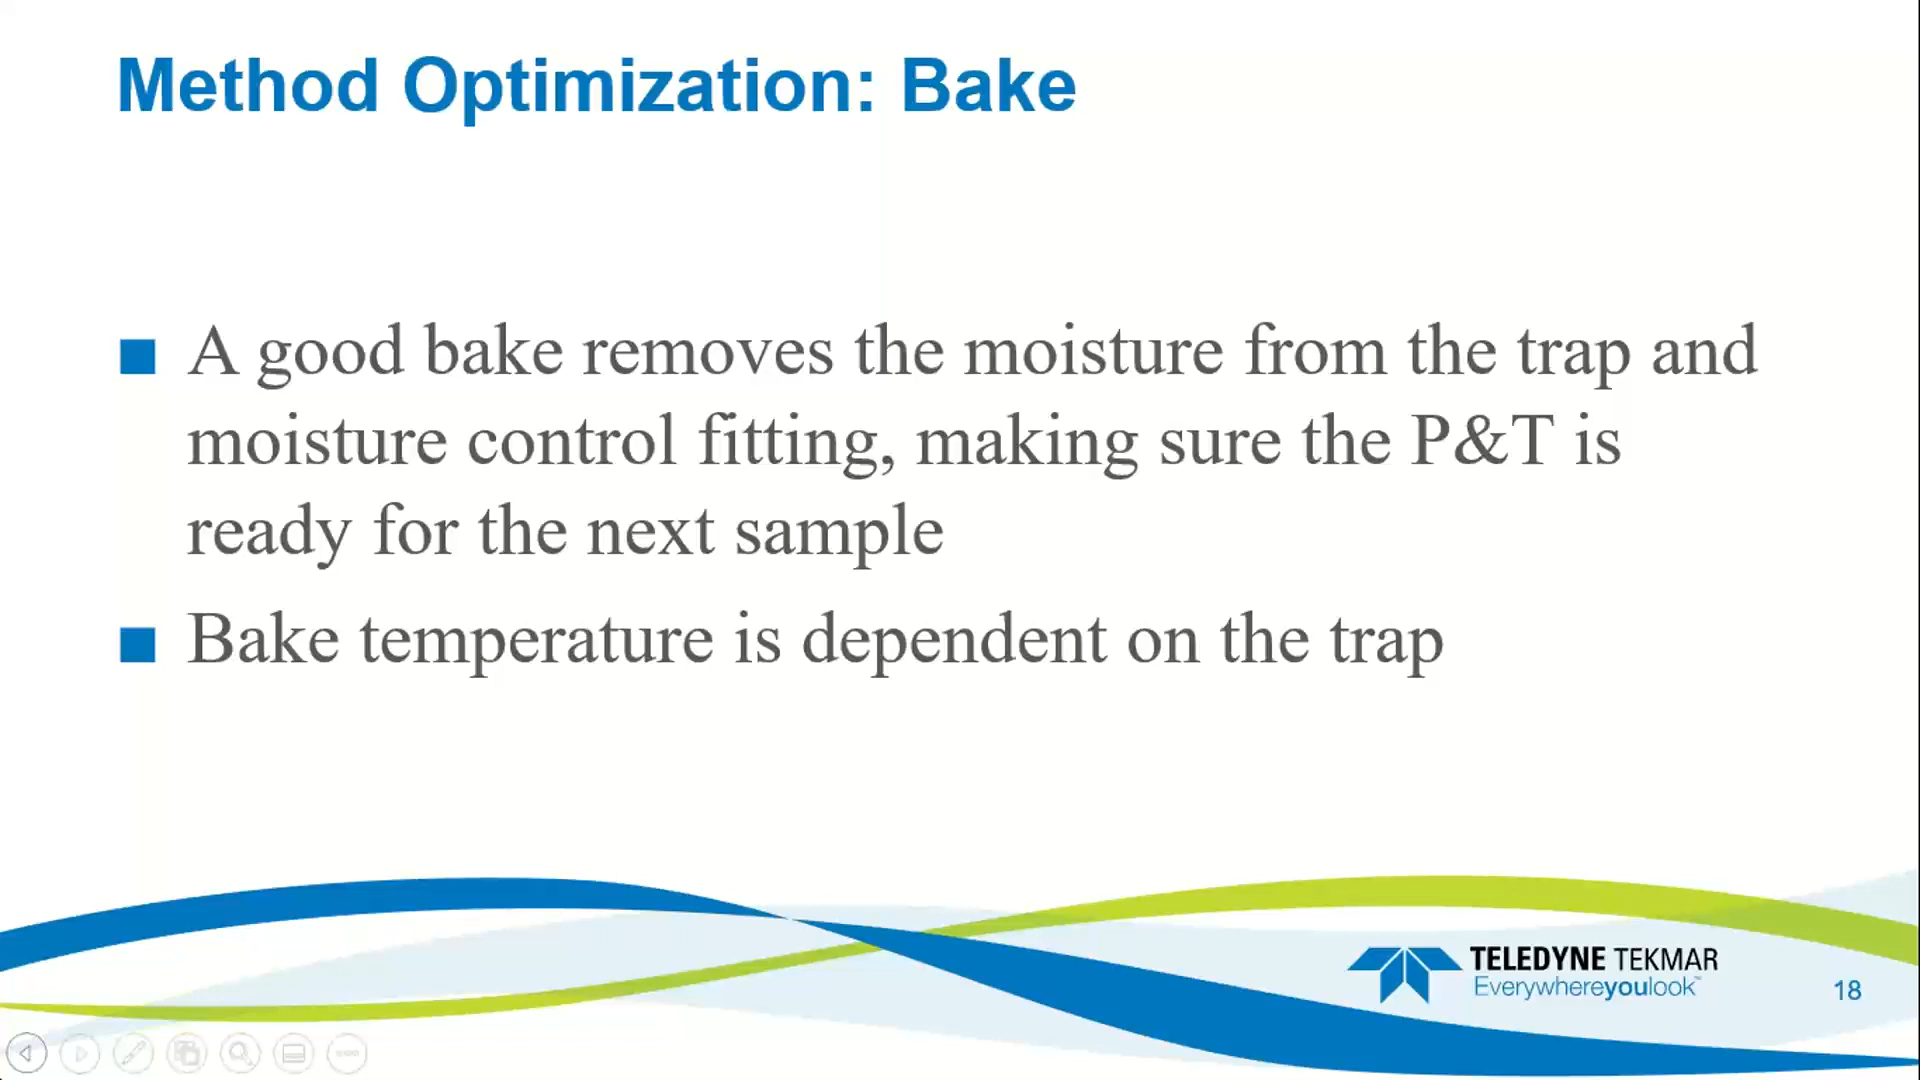 Method Optimization: Bake
■ A good bake removes the moisture from the trap and
moisture control fitting, making sure the P&T is
ready for the next sample
■ Bake temperature is dependent on the trap
TELEDYNE TEKMAR
Everywhereyoulook™
18